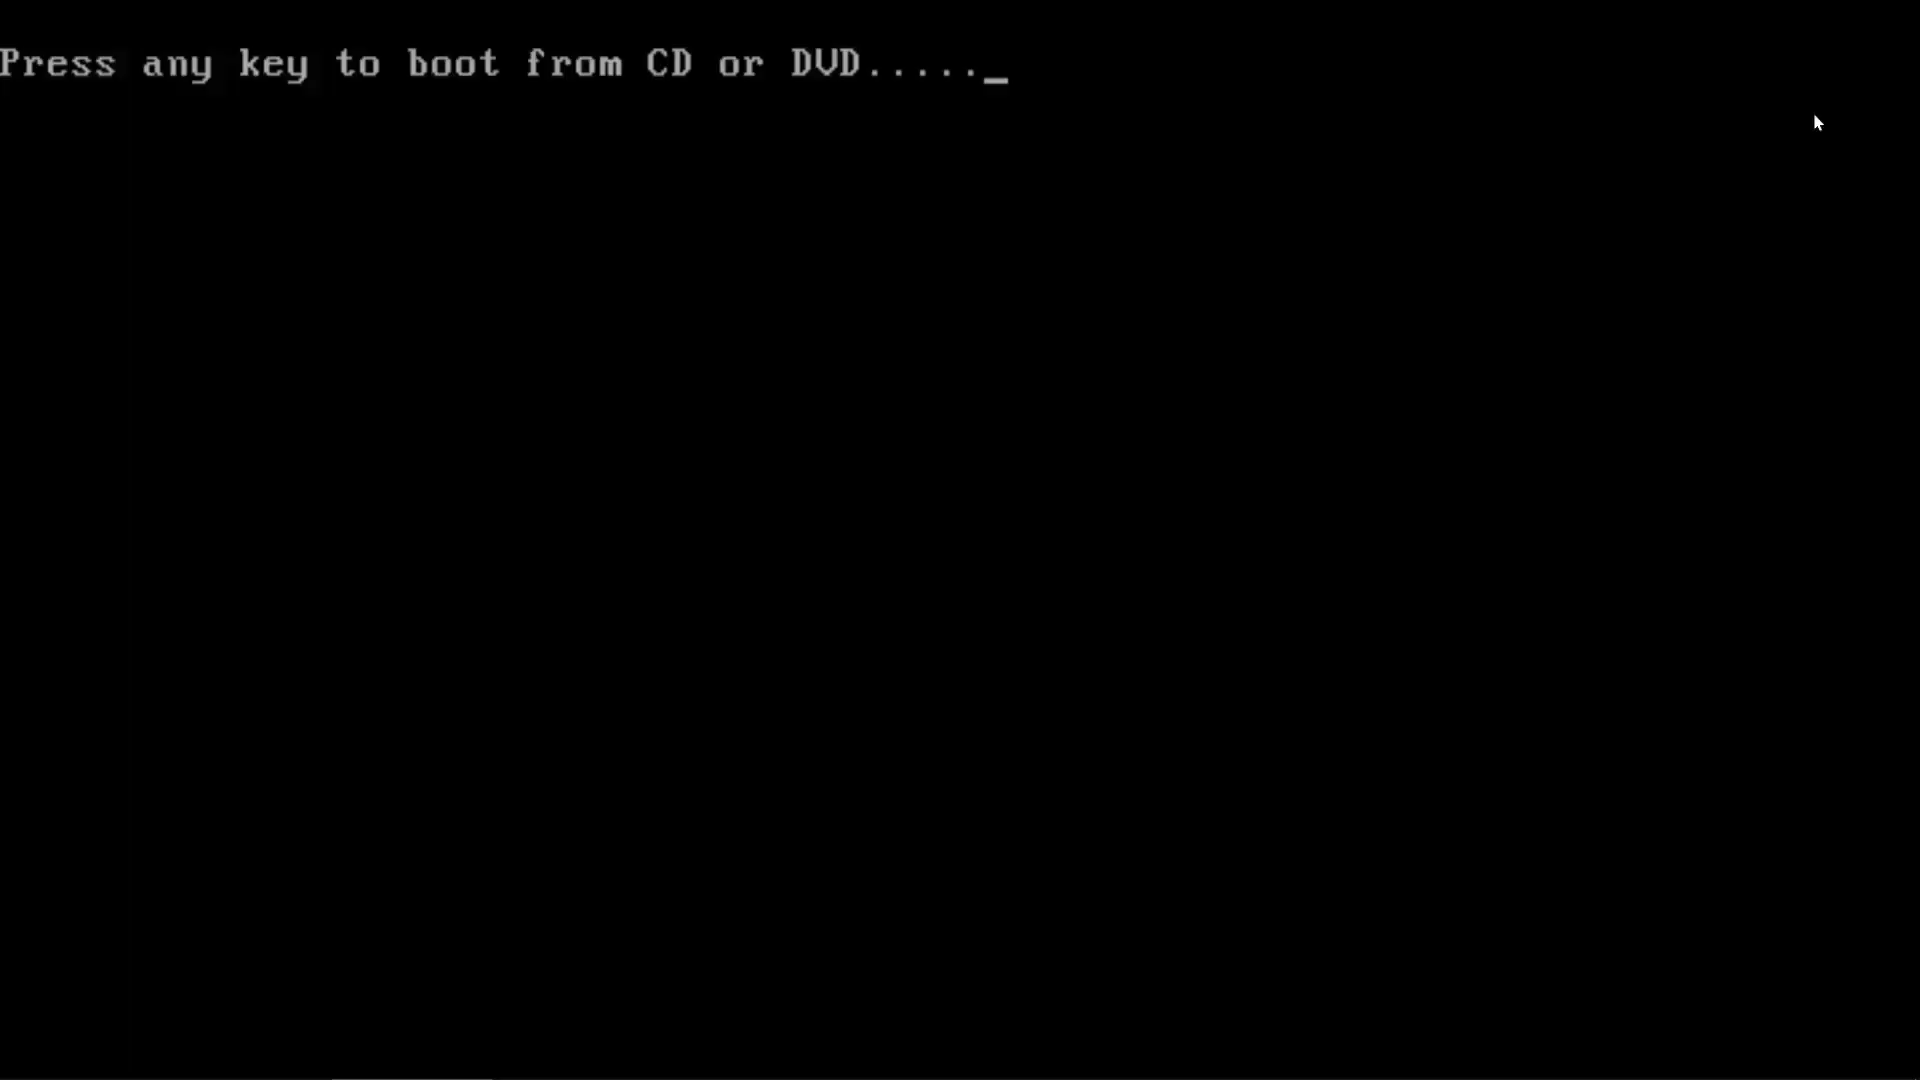 Press any key to boot from CD or DVD....._